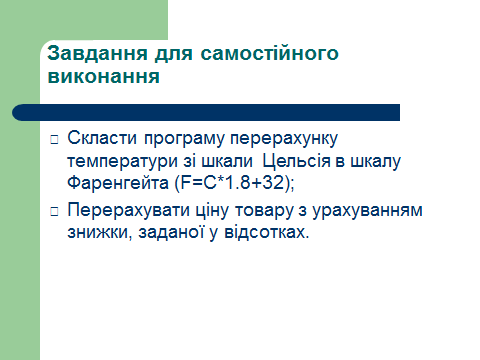 Завдання для самостійного
виконання
Скласти програму перерахунку
температури зі шкали Цельсія в шкалу
Фаренгейта (F=C*1.8+32);
Перерахувати ціну товару з урахуванням
знижки, заданої у відсотках.